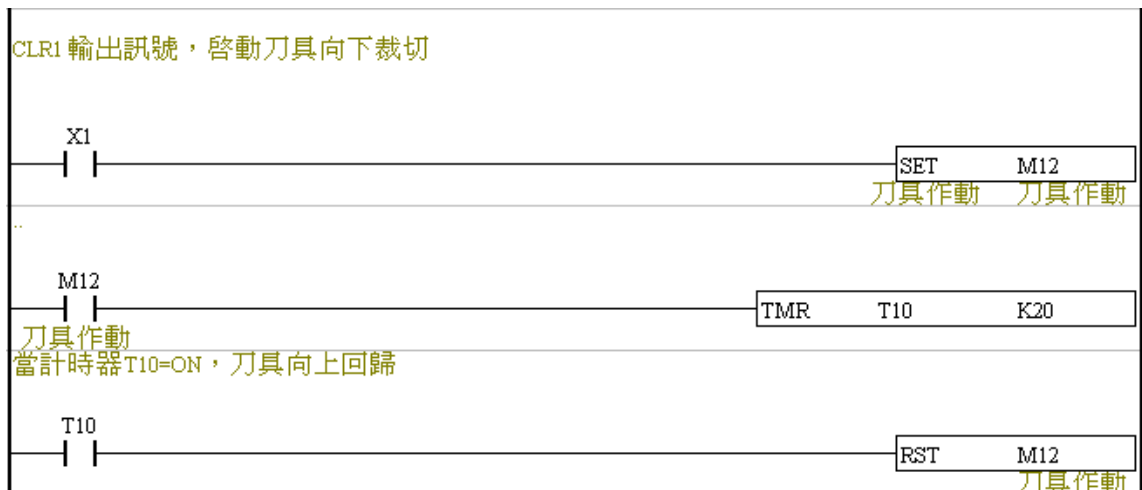 CLR1 輸出訊號，啓動刀具向下裁切
X1
SET M12
刀具作動 刀具作動
..
M12
TMR T10 K20
刀具作動
當計時器T10=ON，刀具向上回歸
T10
RST M12
刀具作動